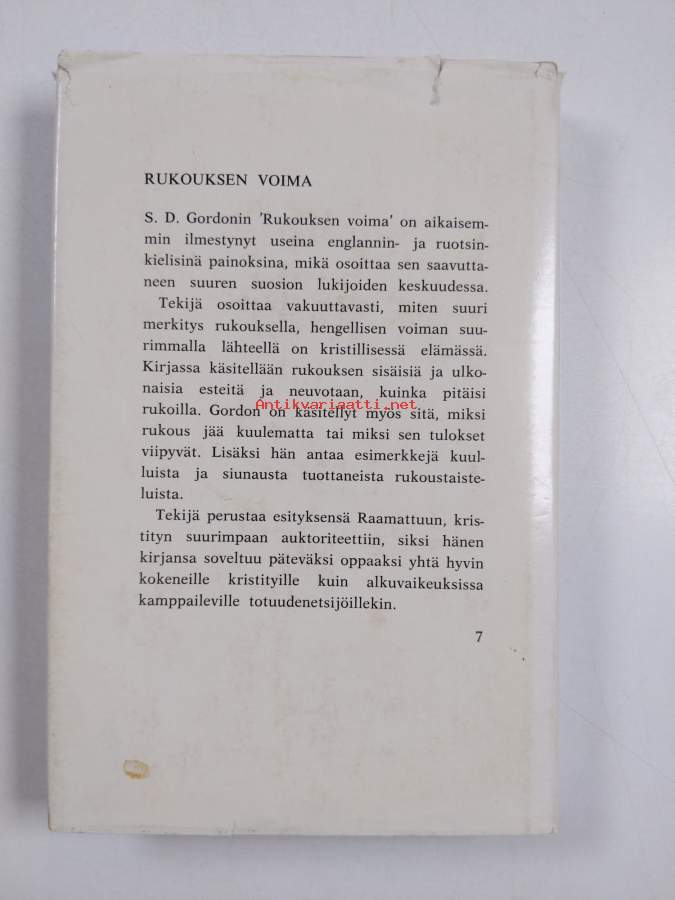 RUKOUKSEN VOIMA
S. D. Gordonin 'Rukouksen voima' on aikaisem-
min ilmestynyt useina englannin- ja ruotsin-
kielisinä painoksina, mikä osoittaa sen saavutta-
neen suuren suosion lukijoiden keskuudessa.
Tekijä osoittaa vakuuttavasti, miten suuri
merkitys rukouksella, hengellisen voiman suu-
rimmalla lähteellä on kristillisessä elämässä.
Kirjassa käsitellään rukouksen sisäisiä ja ulko-
naisia esteitä ja neuvotaan, kuinka pitäisi
Antikvariaatti.net
rukoilla. Gordon on käsitellyt myös sitä, miksi
rukous jää kuulematta tai miksi sen tulokset
viipyvät. Lisäksi hän antaa esimerkkejä kuul-
luista ja siunausta tuottaneista rukoustaiste-
luista.
Tekijä perustaa esityksensä Raamattuun, kris-
tityn suurimpaan auktoriteettiin, siksi hänen
kirjansa soveltuu päteväksi oppaaksi yhtä hyvin
kokeneille kristityille kuin alkuvaikeuksissa
kamppaileville totuudenetsijöillekin.
7